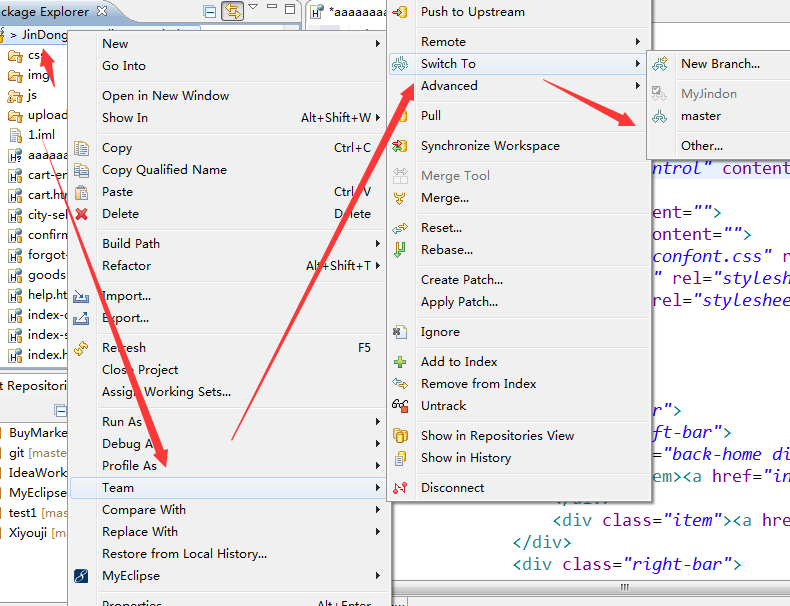 ckage Explorer
*aaaaaaaa
> JinDong
css
img
js
upload
1.iml
aaaaaa
cart-en
cart.ht
city-sel
confirm
forgot-
goods
help.ht
index-c
index-s
index.h
t Repositori
BuyMarke
git [maste
IdeaWork
MyEclipse
test1 [mas
Xiyouji [m
New
Go Into
Open in New Window
Show In Alt+Shift+W
Copy Ctrl+C
Copy Qualified Name
Paste Ctrl+V
Delete Delete
Build Path
Refactor Alt+Shift+T
Import...
Export...
Refresh F5
Close Project
Assign Working Sets...
Run As
Debug As
Profile As
Team
Compare With
Replace With
Restore from Local History...
MyEclipse
Properties Alt+Enter
Push to Upstream
Remote
Switch To
Advanced
Pull
Synchronize Workspace
Merge Tool
Merge...
Reset...
Rebase...
Create Patch...
Apply Patch...
Ignore
Add to Index
Remove from Index
Untrack
Show in Repositories View
Show in History
Disconnect
New Branch...
MyJindon
master
Other...
ntrol" content
ent="">
ontent="">
confont.css" r
" rel="stylesh
rel="styleshee
r">
ft-bar">
="back-home di
em><a href="in
</div>
<div class="item"><a hre
</div>
<div class="right-bar">